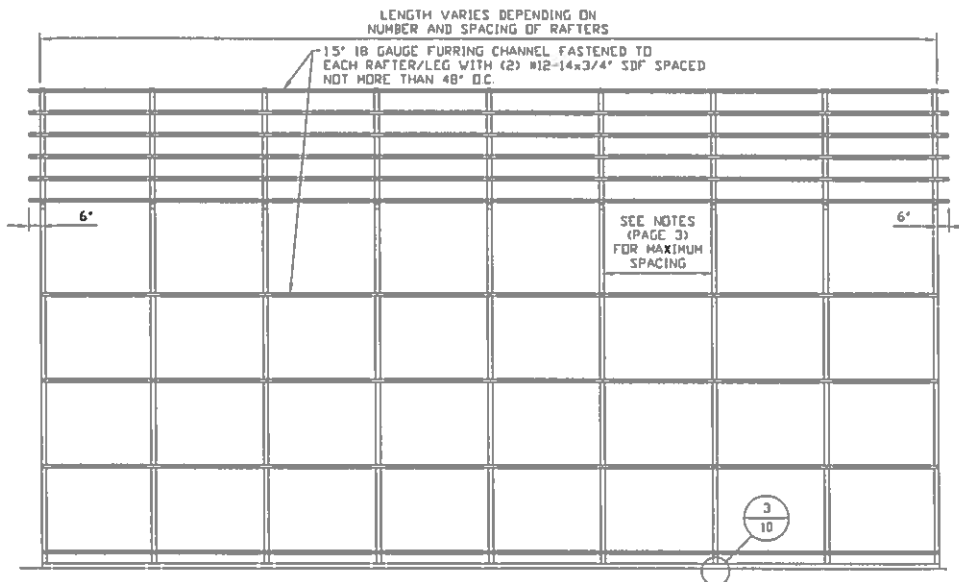 LENGTH VARIES DEPENDING ON
NUMBER AND SPACING OF RAFTERS
15" 18 GAUGE FURRING CHANNEL FASTENED TO
EACH RAFTER/LEG WITH (2) #12-14x3/4" SDF SPACED
NOT MORE THAN 48" O.C.
6"
6"
SEE NOTES
(PAGE 3)
FOR MAXIMUM
SPACING
3
10